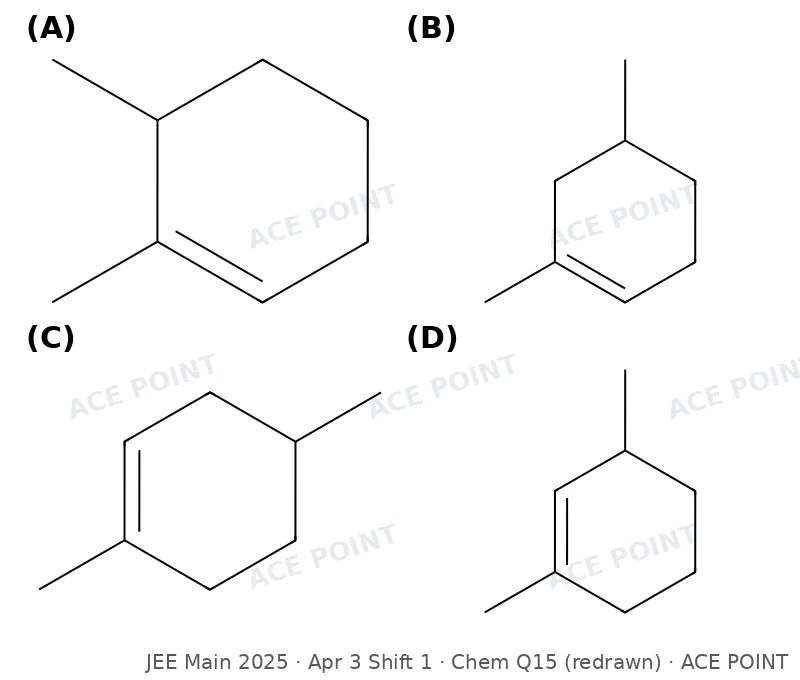 (A)
(B)
ACE POINT
ACE POINT
(C)
(D)
ACE POINT
ACE POINT
ACE POINT
ACE POINT
ACE POINT
JEE Main 2025 · Apr 3 Shift 1 · Chem Q15 (redrawn) · ACE POINT